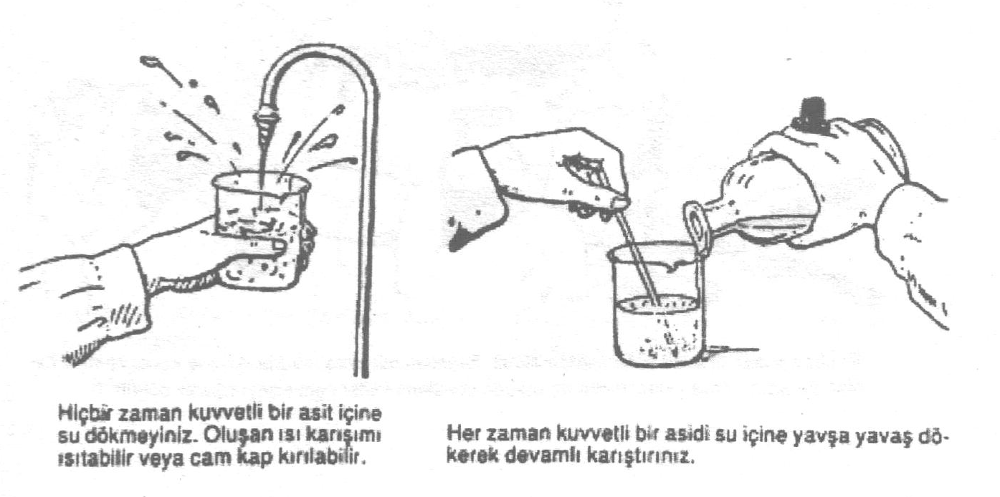 Hiçbir zaman kuvvetli bir asit içine
su dökmeyiniz. Oluşan ısı karışımı
ısıtabilir veya cam kap kırılabilir.
Her zaman kuvvetli bir asidi su içine yavşa yavaş dö-
kerek devamlı karıştırınız.